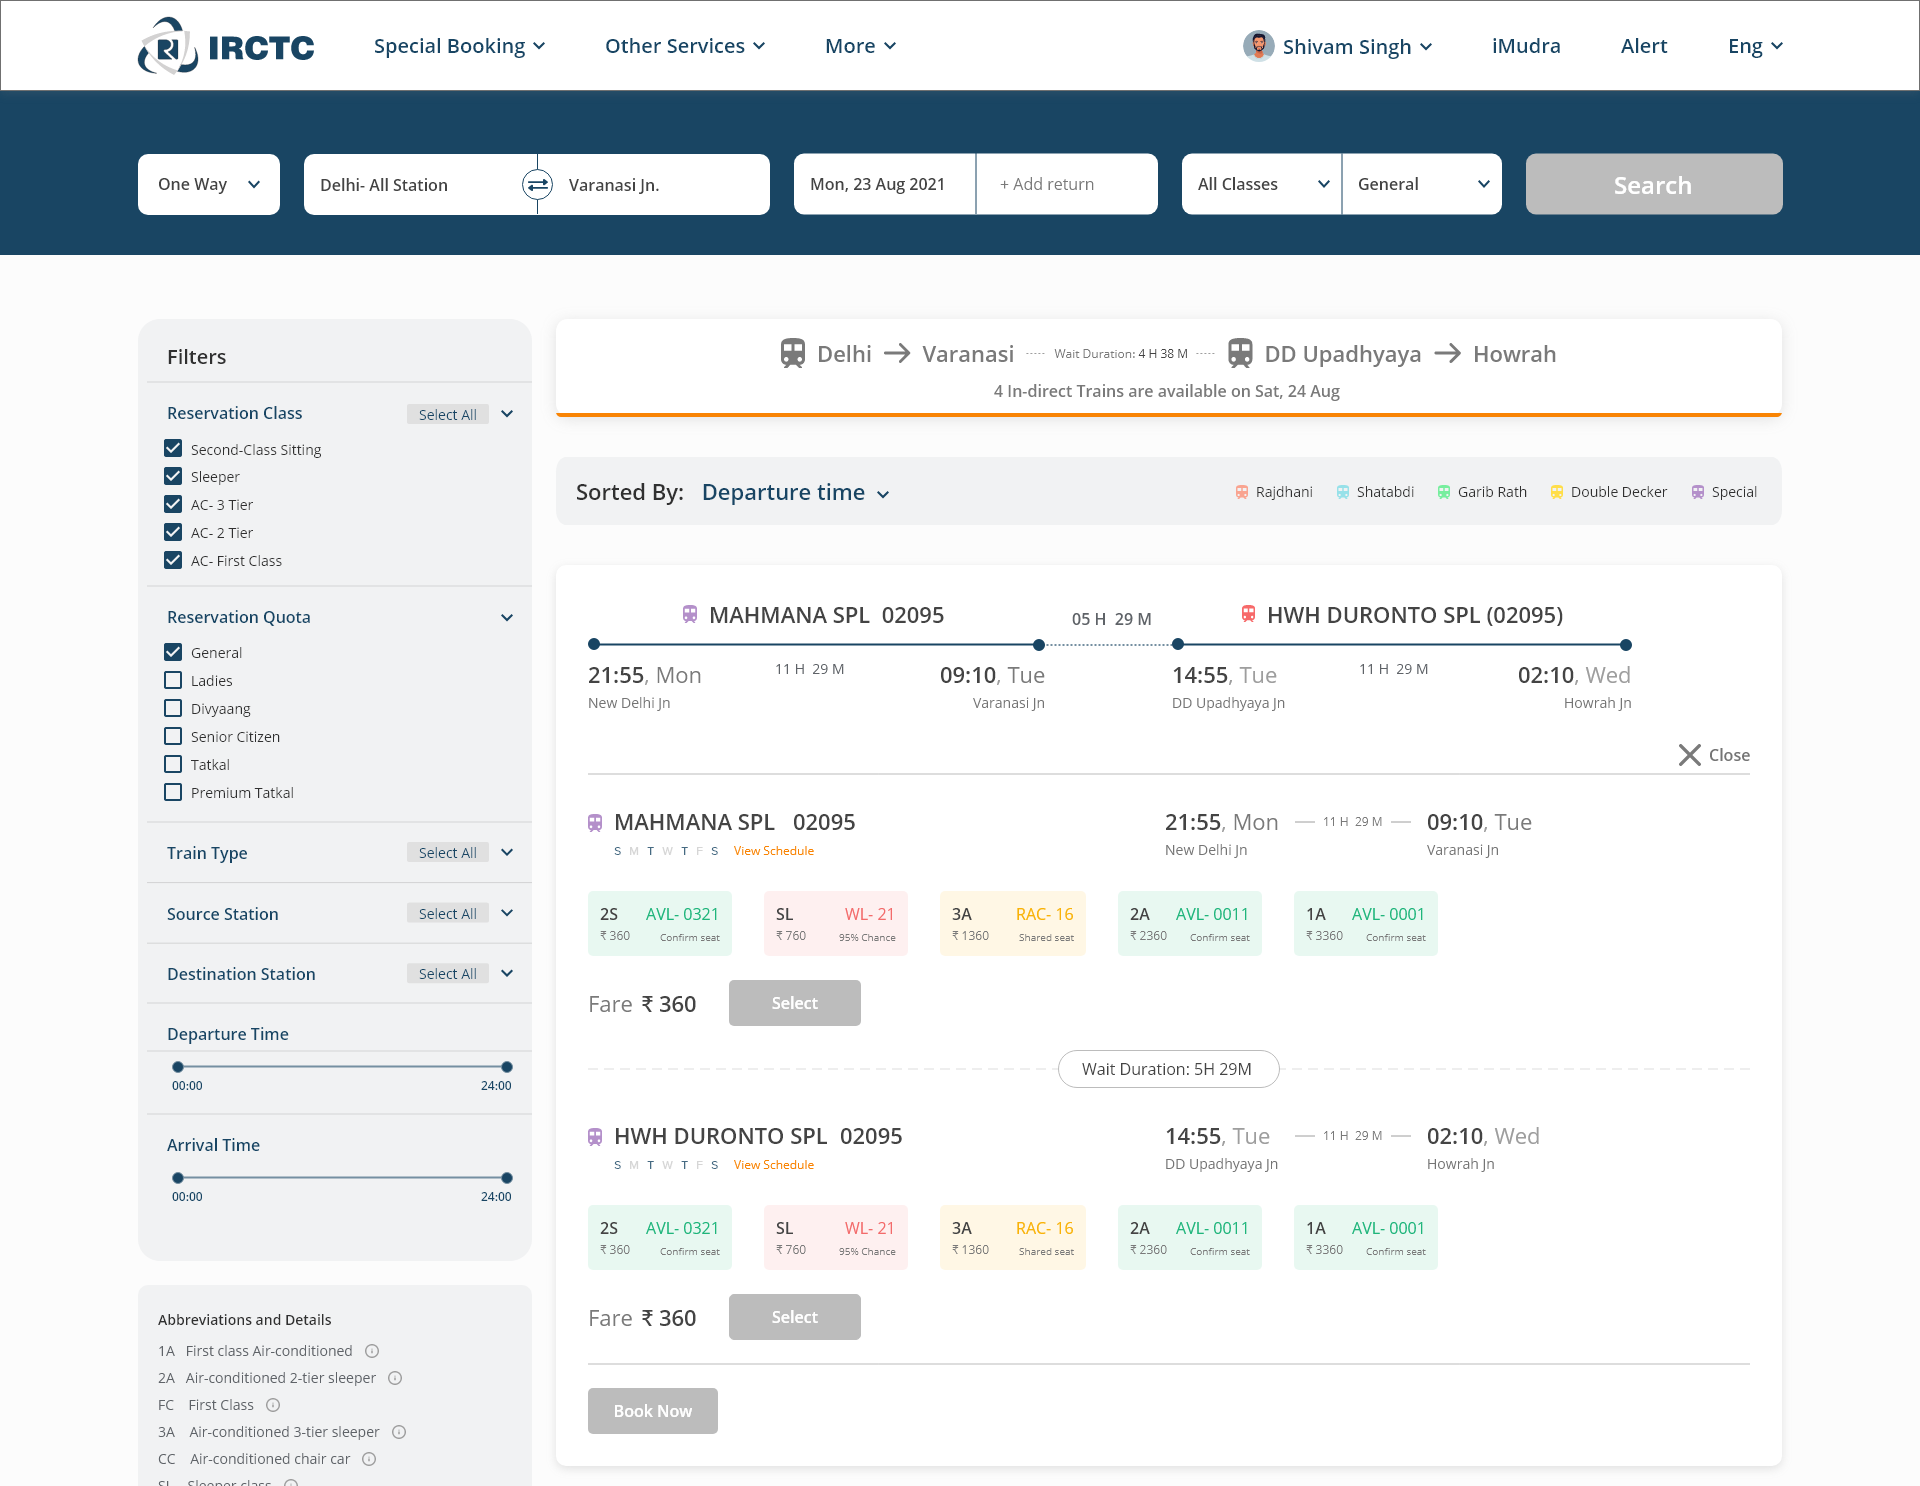 IRCTC Special Booking Other Services More Shivam Singh iMudra Alert Eng
One Way Delhi- All Station Varanasi Jn. Mon, 23 Aug 2021 + Add return All Classes General Search
Filters
Reservation Class Select All
Second-Class Sitting
Sleeper
AC- 3 Tier
AC- 2 Tier
AC- First Class
Reservation Quota
General
Ladies
Divyaang
Senior Citizen
Tatkal
Premium Tatkal
Train Type Select All
Source Station Select All
Destination Station Select All
Departure Time
00:00 24:00
Arrival Time
00:00 24:00
Abbreviations and Details
1A First class Air-conditioned
2A Air-conditioned 2-tier sleeper
FC First Class
3A Air-conditioned 3-tier sleeper
CC Air-conditioned chair car
SL Sleeper class
Delhi Varanasi Wait Duration: 4 H 38 M DD Upadhyaya Howrah
4 In-direct Trains are available on Sat, 24 Aug
Sorted By: Departure time Rajdhani Shatabdi Garib Rath Double Decker Special
MAHMANA SPL 02095 05 H 29 M HWH DURONTO SPL (02095)
21:55, Mon 11 H 29 M 09:10, Tue 14:55, Tue 11 H 29 M 02:10, Wed
New Delhi Jn Varanasi Jn DD Upadhyaya Jn Howrah Jn
Close
MAHMANA SPL 02095 21:55, Mon 11 H 29 M 09:10, Tue
S M T W T F S View Schedule New Delhi Jn Varanasi Jn
2S AVL- 0321 SL WL- 21 3A RAC- 16 2A AVL- 0011 1A AVL- 0001
₹ 360 Confirm seat ₹ 760 95% Chance ₹ 1360 Shared seat ₹ 2360 Confirm seat ₹ 3360 Confirm seat
Fare ₹ 360 Select
Wait Duration: 5H 29M
HWH DURONTO SPL 02095 14:55, Tue 11 H 29 M 02:10, Wed
S M T W T F S View Schedule DD Upadhyaya Jn Howrah Jn
2S AVL- 0321 SL WL- 21 3A RAC- 16 2A AVL- 0011 1A AVL- 0001
₹ 360 Confirm seat ₹ 760 95% Chance ₹ 1360 Shared seat ₹ 2360 Confirm seat ₹ 3360 Confirm seat
Fare ₹ 360 Select
Book Now